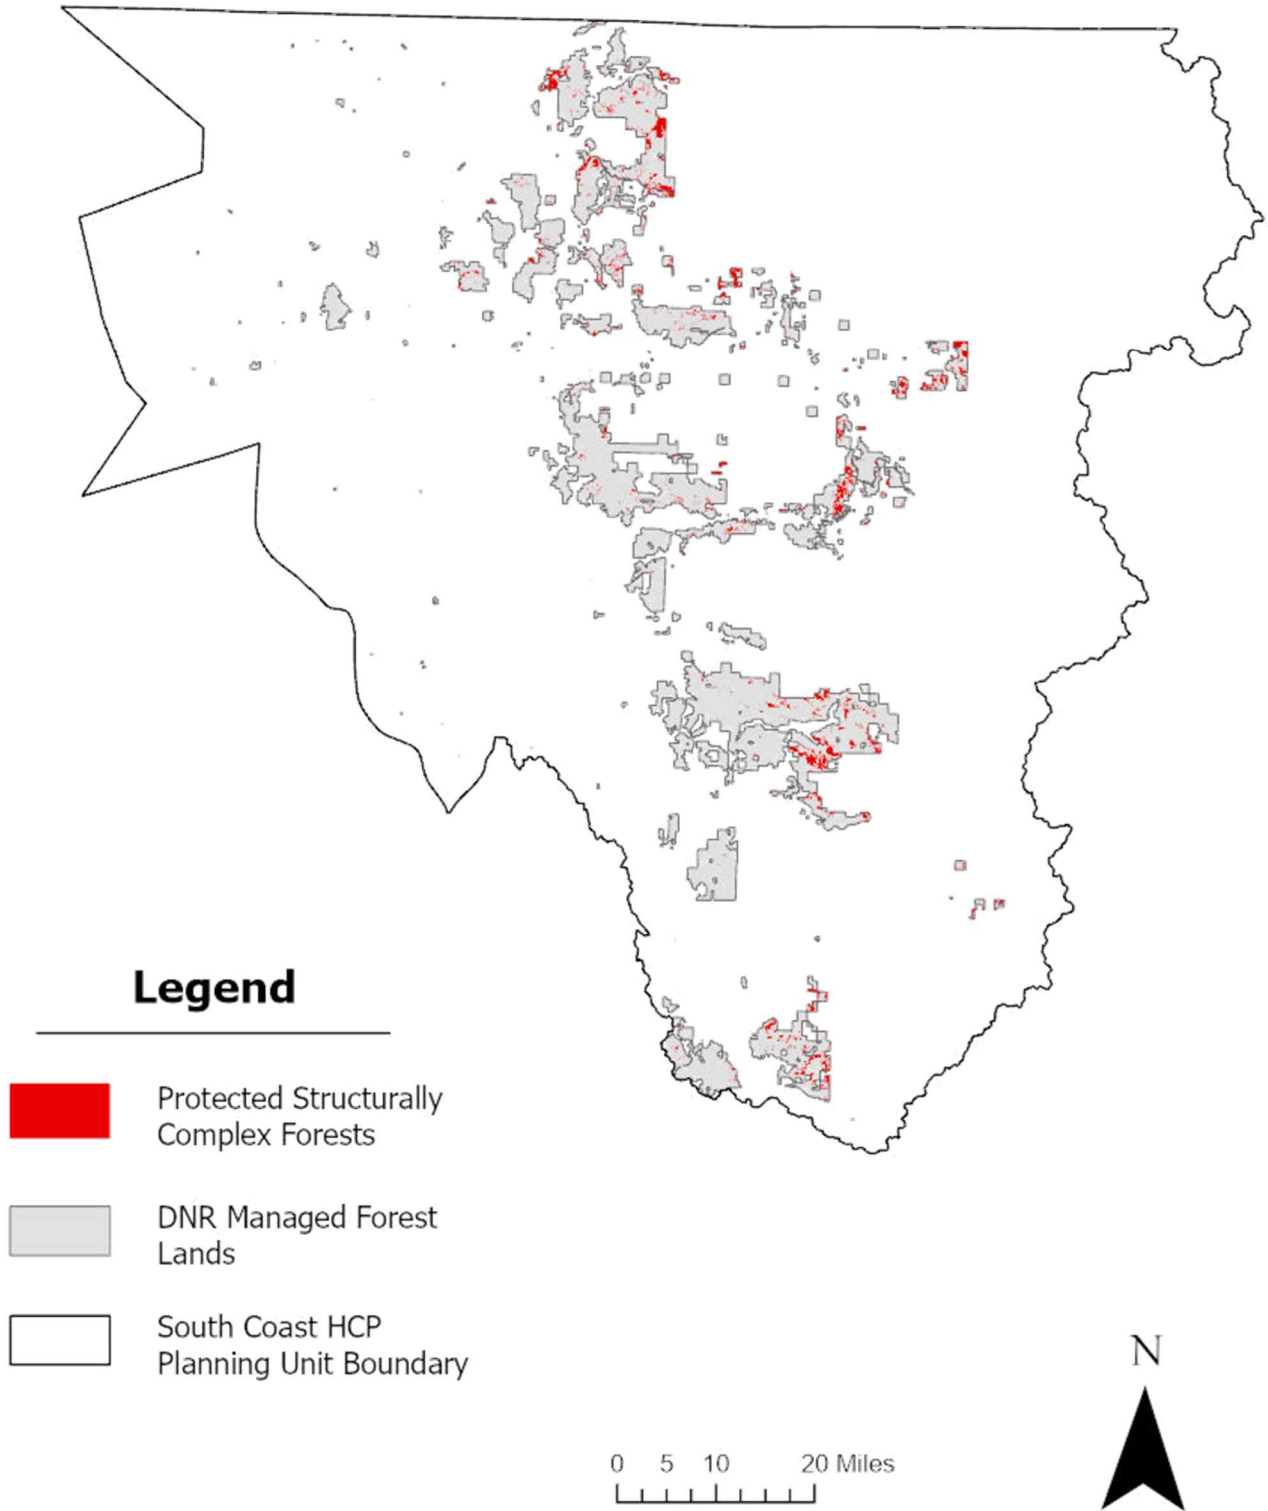 Legend
Protected Structurally
Complex Forests
DNR Managed Forest
Lands
South Coast HCP
Planning Unit Boundary
N
0 5 10 20 Miles